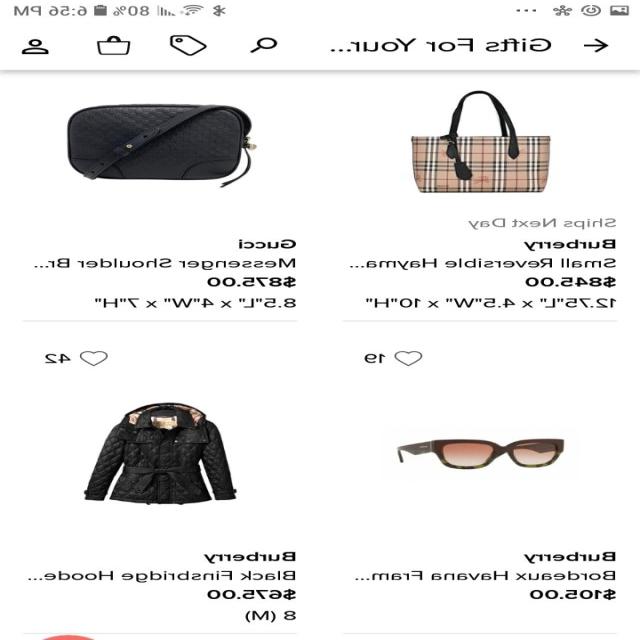 80% 6:56 PM
Gifts For Your...
Ships Next Day
Burberry
Small Reversible Hayma...
$845.00
12.75"L" x 4.5"W" x 10"H"
Gucci
Messenger Shoulder Br...
$875.00
8.5"L" x 4"W" x 7"H"
19
42
Burberry
Bordeaux Havana Fram...
$105.00
Burberry
Black Finsbridge Hoode...
$675.00
8 (M)